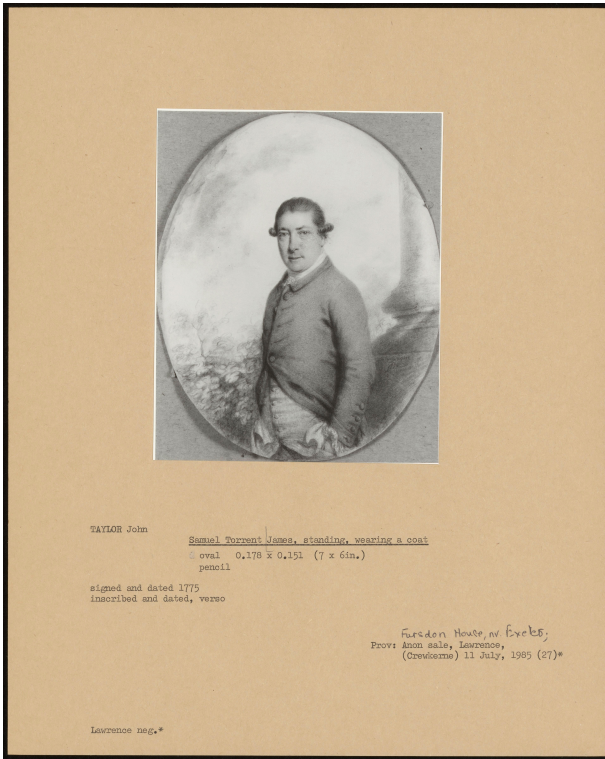 TAYLOR John
Samuel Torrent James, standing, wearing a coat
oval 0.178 x 0.151 (7 x 6in.)
pencil
signed and dated 1775
inscribed and dated, verso
Fursdon House, nr. Exeter;
Prov: Anon sale, Lawrence,
(Crewkerne) 11 July, 1985 (27)*
Lawrence neg.*